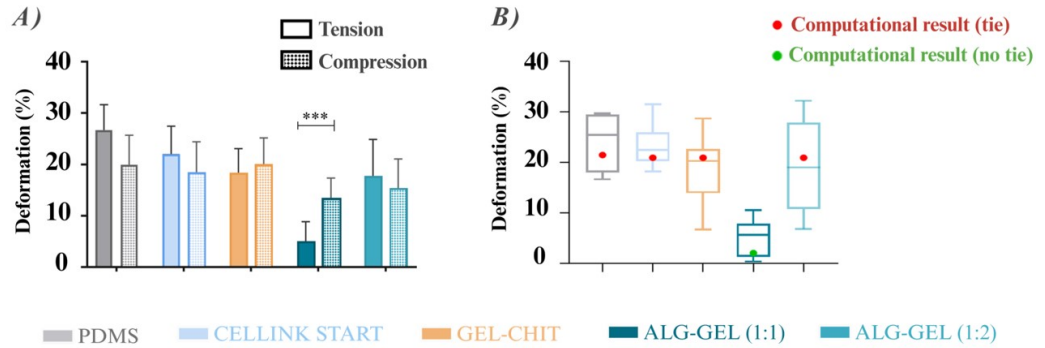 A)
Tension
Compression
Deformation (%)
40
30
20
10
0
***
B)
Computational result (tie)
Computational result (no tie)
Deformation (%)
40
30
20
10
0
PDMS
CELLINK START
GEL-CHIT
ALG-GEL (1:1)
ALG-GEL (1:2)